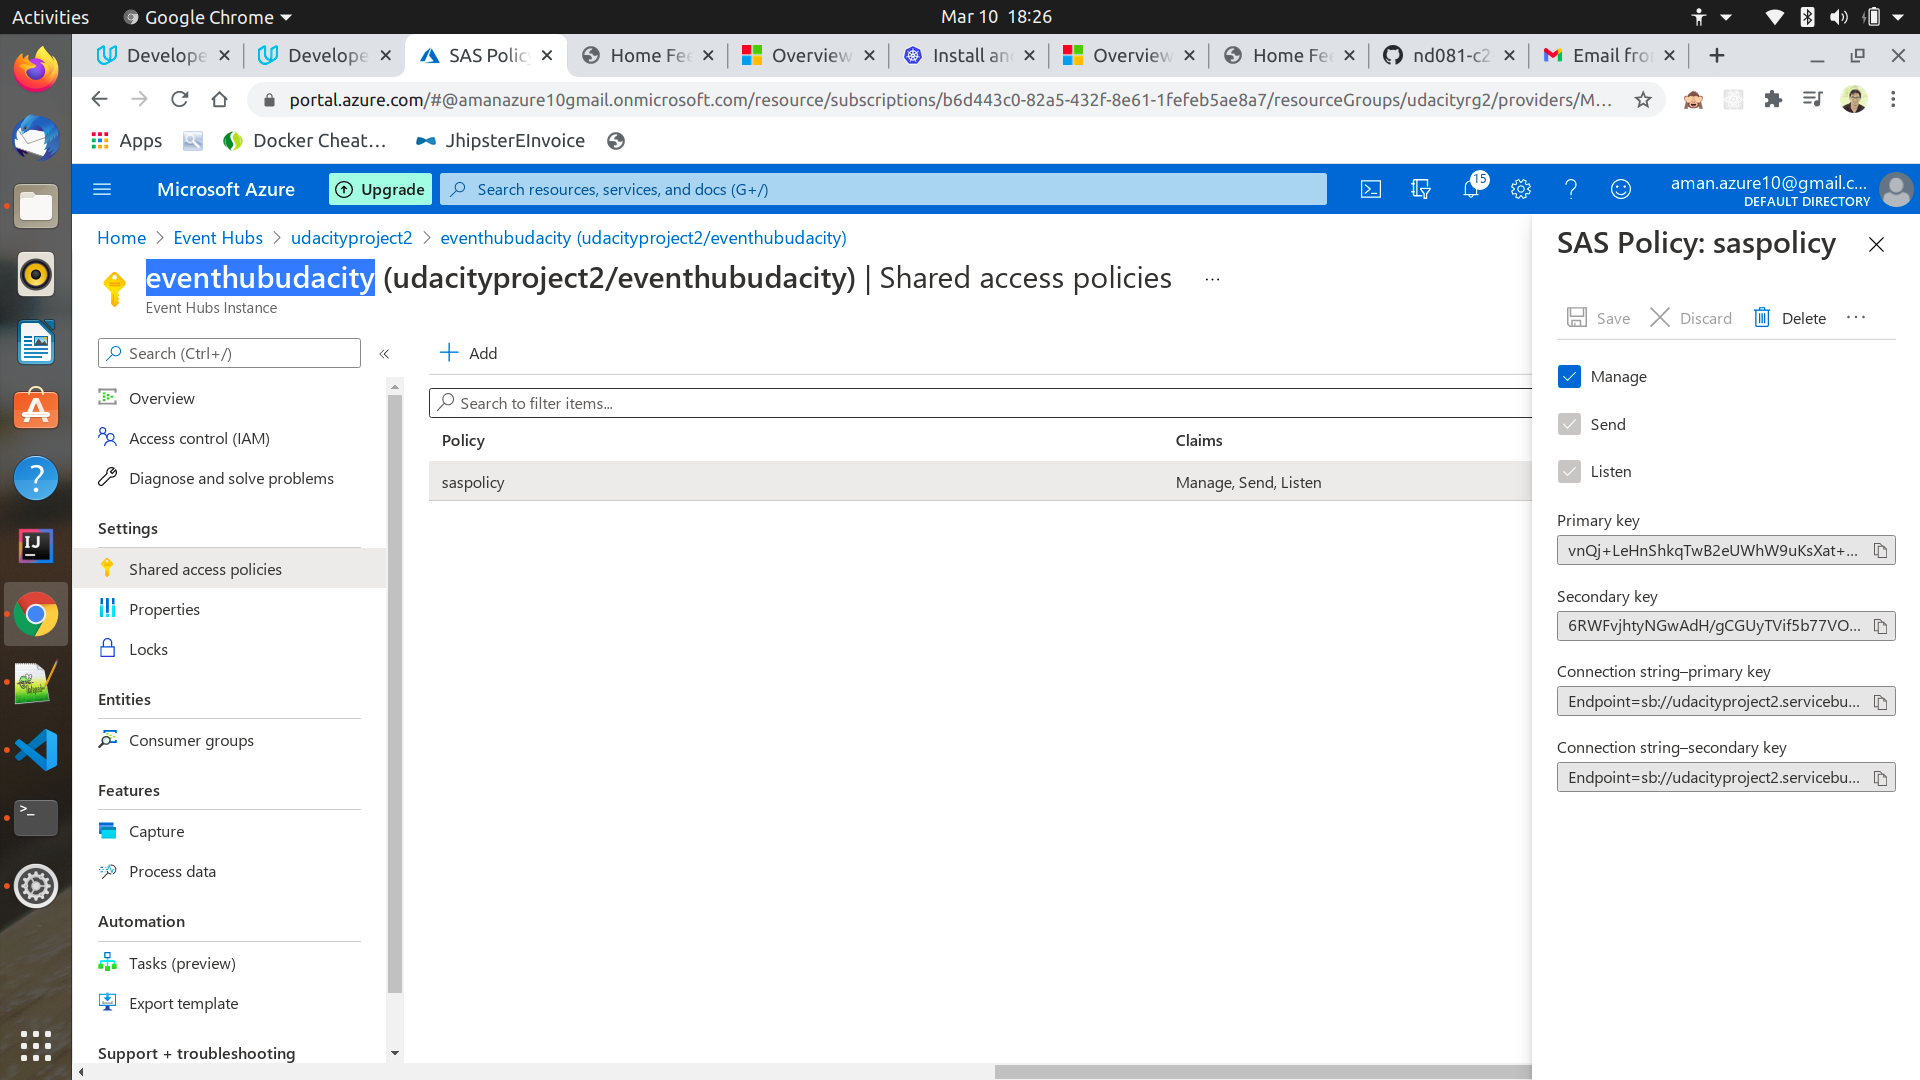 Activities
Google Chrome
Mar 10 18:26
Develope
Develope
SAS Polic
Home Fee
Overview
Install an
Overview
Home Fee
nd081-c2
Email fro
portal.azure.com/#@amanazure10gmail.onmicrosoft.com/resource/subscriptions/b6d443c0-82a5-432f-8e61-1fefeb5ae8a7/resourceGroups/udacityrg2/providers/M...
Apps
Docker Cheat...
JhipsterEInvoice
Microsoft Azure
Upgrade
Search resources, services, and docs (G+/)
15
aman.azure10@gmail.c...
DEFAULT DIRECTORY
Home > Event Hubs > udacityproject2 > eventhubudacity (udacityproject2/eventhubudacity)
eventhubudacity (udacityproject2/eventhubudacity) | Shared access policies ...
Event Hubs Instance
Search (Ctrl+/)
Overview
Access control (IAM)
Diagnose and solve problems
Settings
Shared access policies
Properties
Locks
Entities
Consumer groups
Features
Capture
Process data
Automation
Tasks (preview)
Export template
Support + troubleshooting
Add
Search to filter items...
Policy Claims
saspolicy Manage, Send, Listen
SAS Policy: saspolicy
Save
Discard
Delete
...
Manage
Send
Listen
Primary key
vnQj+LeHnShkqTwB2eUWhW9uKsXat+...
Secondary key
6RWFvjhtyNGwAdH/gCGUyTVif5b77VO...
Connection string–primary key
Endpoint=sb://udacityproject2.servicebu...
Connection string–secondary key
Endpoint=sb://udacityproject2.servicebu...